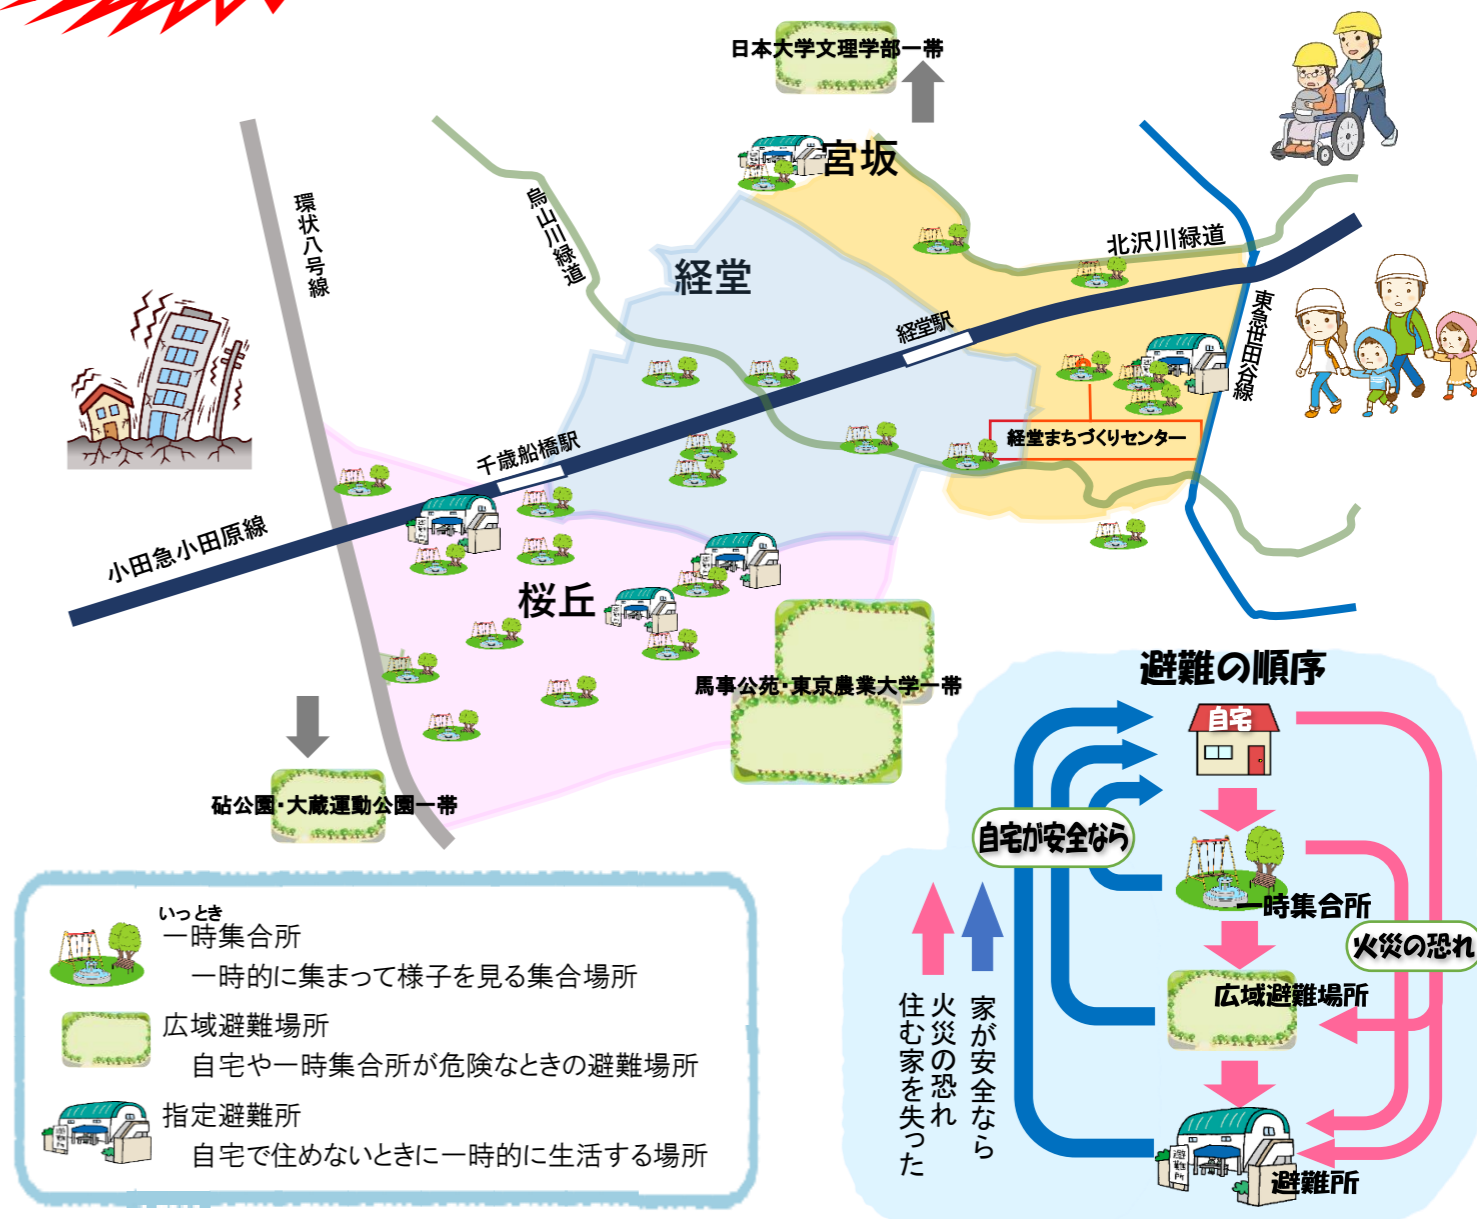 日本大学文理学部一帯
宮坂
環状八号線
烏山川緑道
北沢川緑道
経堂
経堂駅
東急世田谷線
経堂まちづくりセンター
千歳船橋駅
小田急小田原線
桜丘
馬事公苑・東京農業大学一帯
砧公園・大蔵運動公園一帯
いっとき
一時集合所
一時的に集まって様子を見る集合場所
広域避難場所
自宅や一時集合所が危険なときの避難場所
指定避難所
自宅で住めないときに一時的に生活する場所
避難の順序
自宅
自宅が安全なら
一時集合所
火災の恐れ
広域避難場所
家が安全なら
火災の恐れ
住む家を失った
避難所
避難所